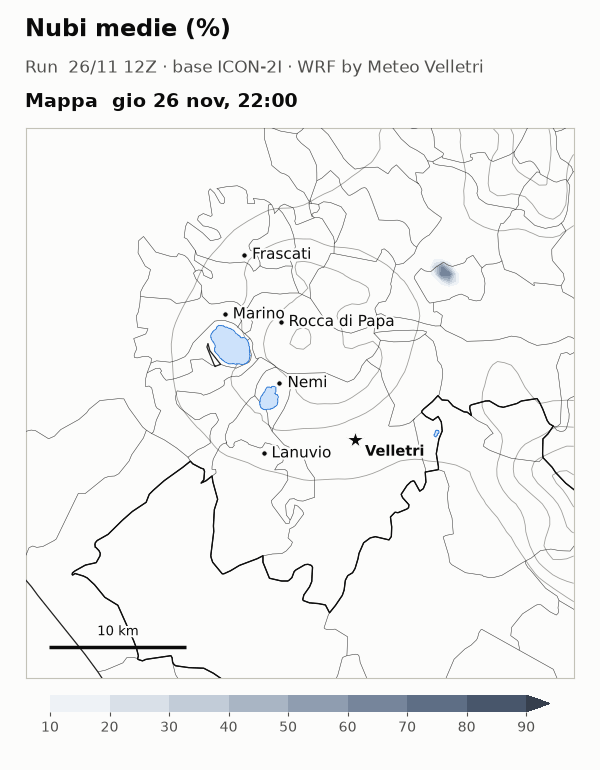 Nubi medie (%)
Run  26/11 12Z · base ICON-2I · WRF by Meteo Velletri
Mappa  gio 26 nov, 22:00
Frascati
Marino
Rocca di Papa
Nemi
Velletri
Lanuvio
10 km
10 20 30 40 50 60 70 80 90